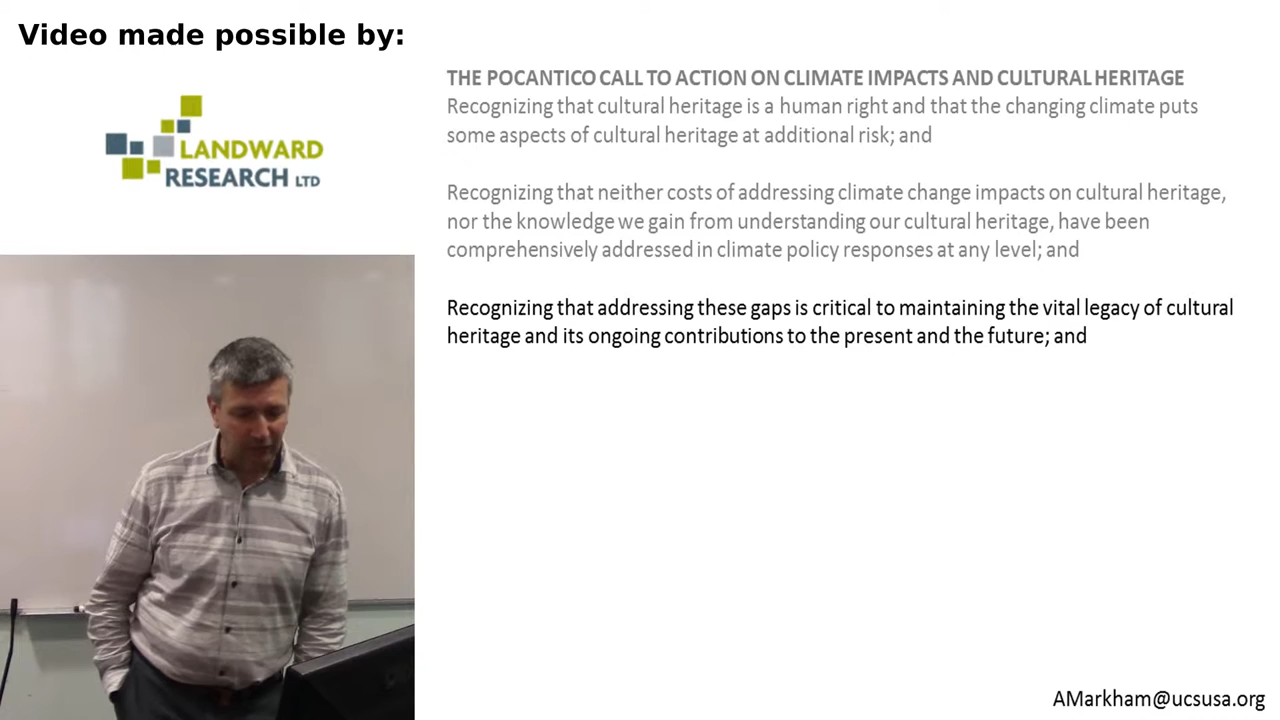 Video made possible by:
LANDWARD
RESEARCH LTD
THE POCANTICO CALL TO ACTION ON CLIMATE IMPACTS AND CULTURAL HERITAGE
Recognizing that cultural heritage is a human right and that the changing climate puts
some aspects of cultural heritage at additional risk; and
Recognizing that neither costs of addressing climate change impacts on cultural heritage,
nor the knowledge we gain from understanding our cultural heritage, have been
comprehensively addressed in climate policy responses at any level; and
Recognizing that addressing these gaps is critical to maintaining the vital legacy of cultural
heritage and its ongoing contributions to the present and the future; and
AMarkham@ucsusa.org